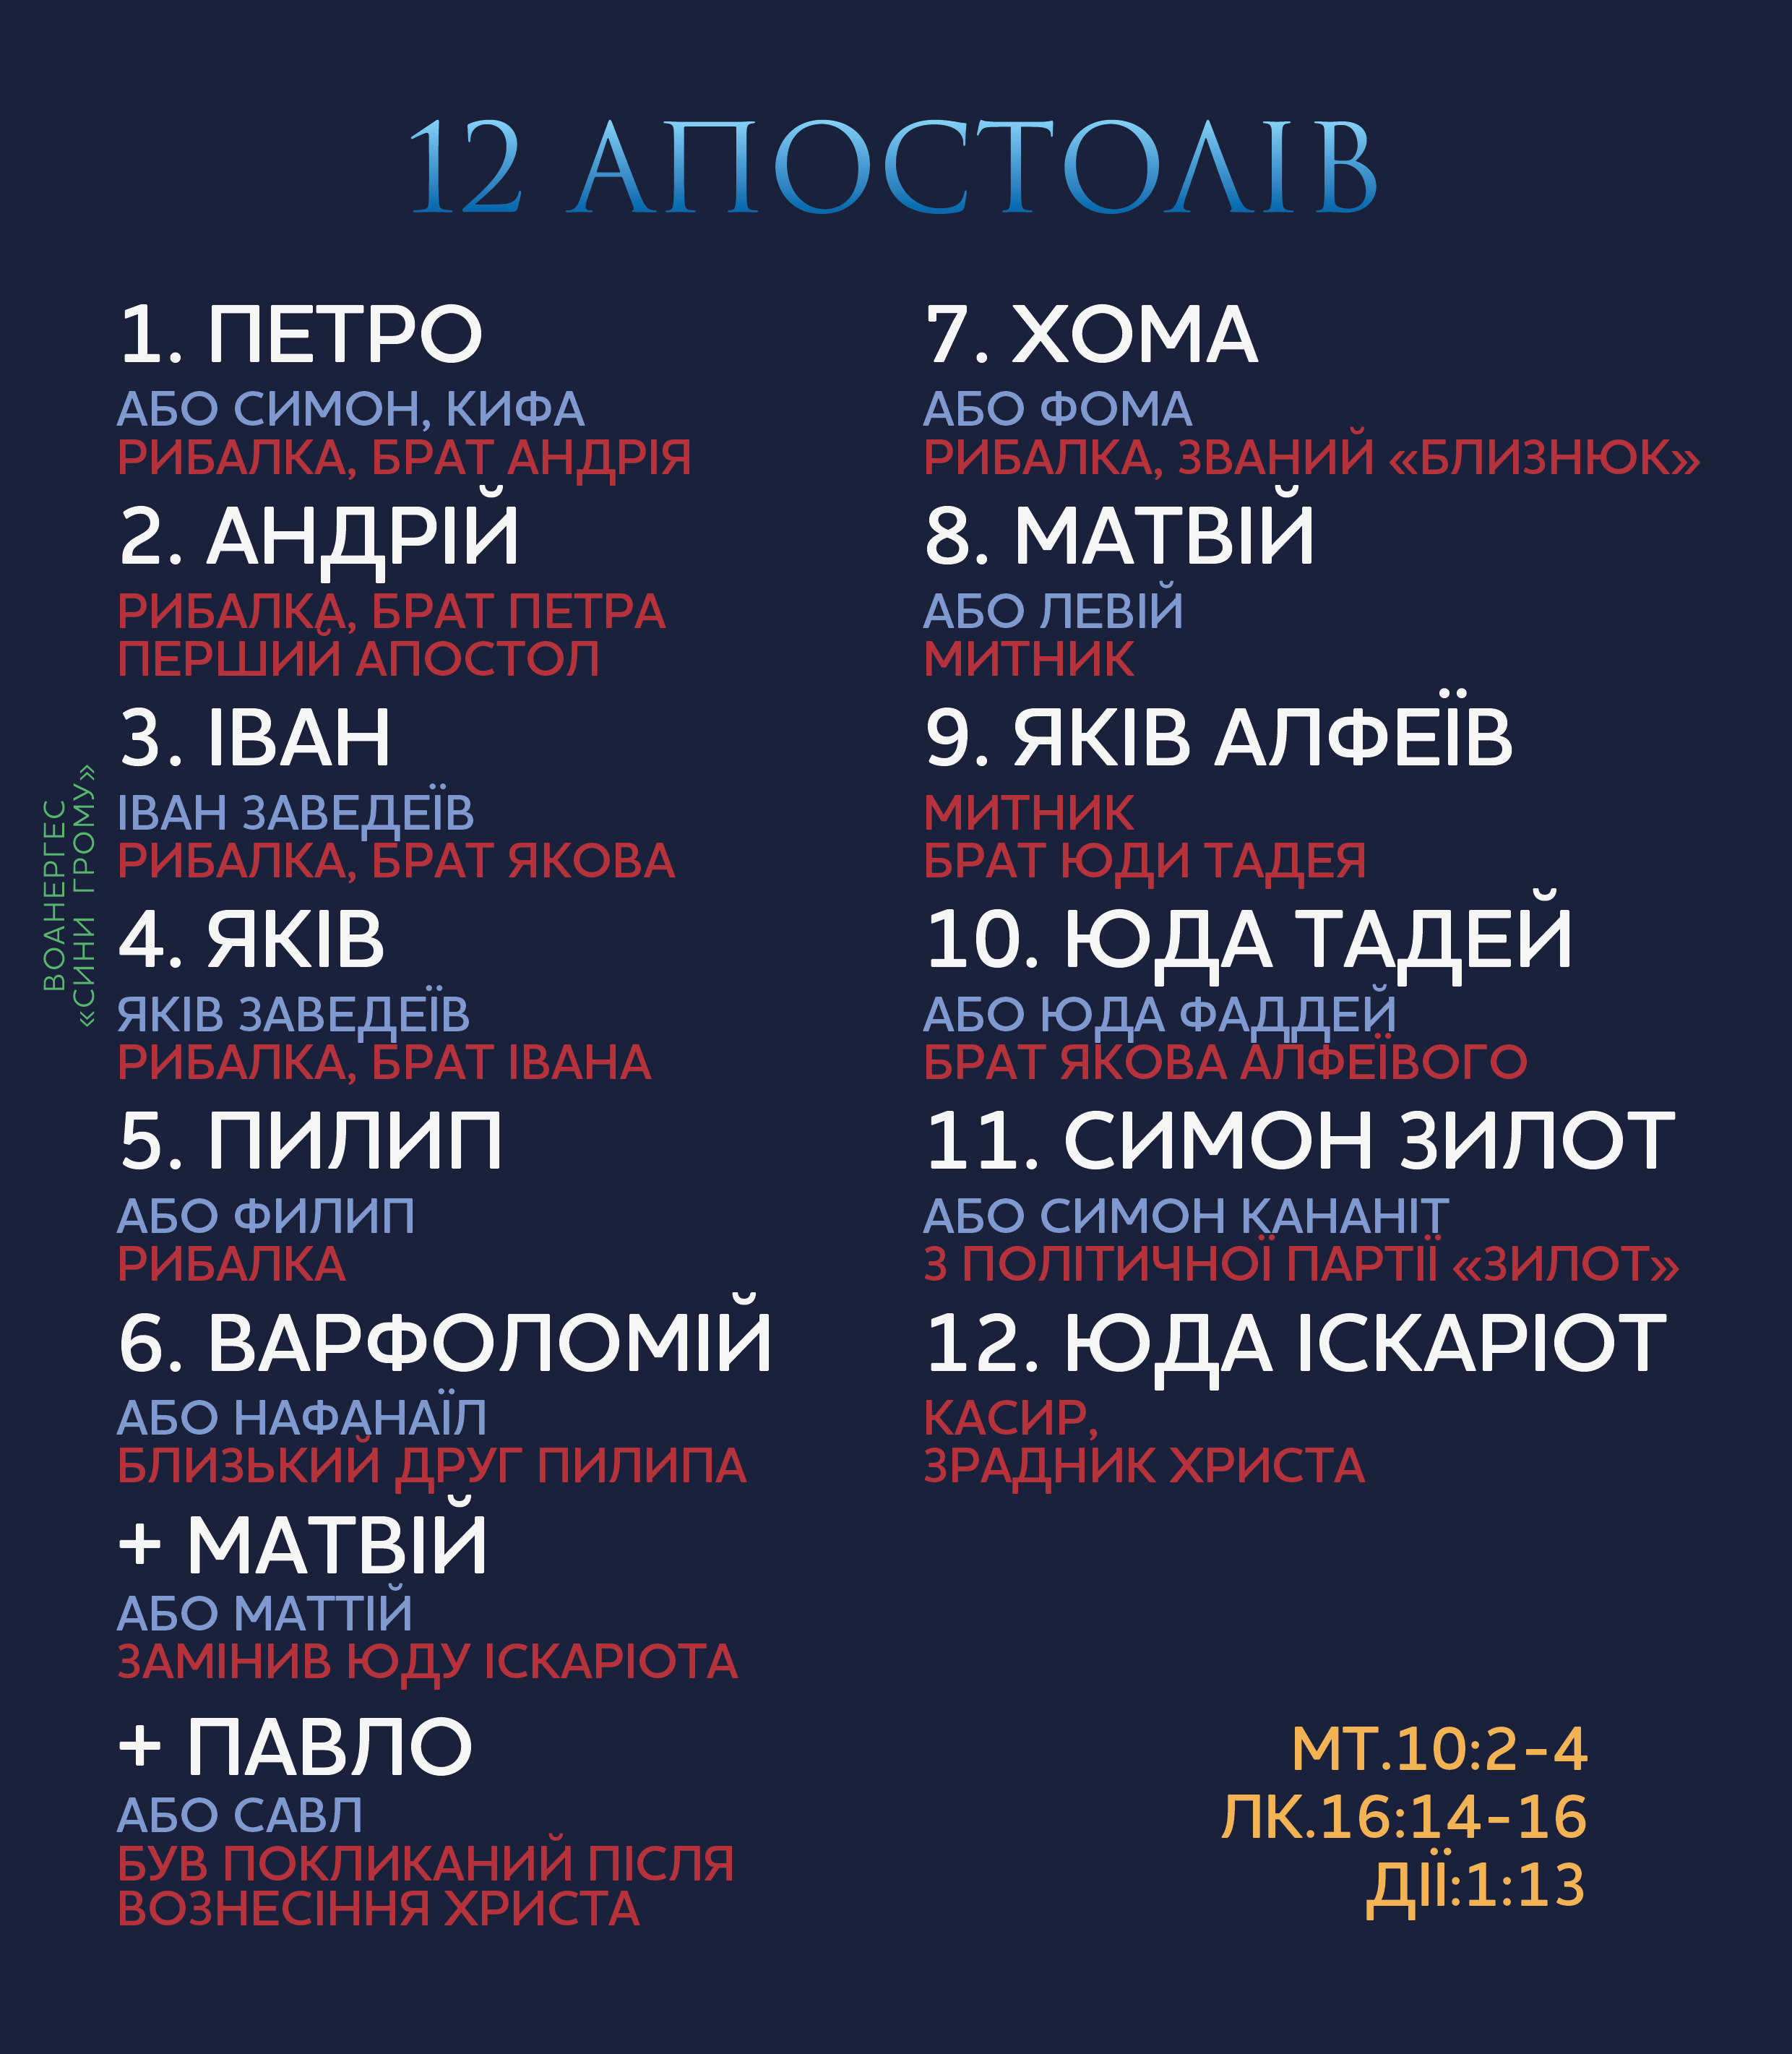 12 АПОСТОЛІВ
1. ПЕТРО
АБО СИМОН, КИФА
РИБАЛКА, БРАТ АНДРІЯ
2. АНДРІЙ
РИБАЛКА, БРАТ ПЕТРА
ПЕРШИЙ АПОСТОЛ
3. ІВАН
ІВАН ЗАВЕДЕЇВ
РИБАЛКА, БРАТ ЯКОВА
4. ЯКІВ
ЯКІВ ЗАВЕДЕЇВ
РИБАЛКА, БРАТ ІВАНА
ВОАНЕРГЕС
«СИНИ ГРОМУ»
5. ПИЛИП
АБО ФИЛИП
РИБАЛКА
6. ВАРФОЛОМІЙ
АБО НАФАНАЇЛ
БЛИЗЬКИЙ ДРУГ ПИЛИПА
+ МАТВІЙ
АБО МАТТІЙ
ЗАМІНИВ ЮДУ ІСКАРІОТА
+ ПАВЛО
АБО САВЛ
БУВ ПОКЛИКАНИЙ ПІСЛЯ
ВОЗНЕСІННЯ ХРИСТА
7. ХОМА
АБО ФОМА
РИБАЛКА, ЗВАНИЙ «БЛИЗНЮК»
8. МАТВІЙ
АБО ЛЕВІЙ
МИТНИК
9. ЯКІВ АЛФЕЇВ
МИТНИК
БРАТ ЮДИ ТАДЕЯ
10. ЮДА ТАДЕЙ
АБО ЮДА ФАДДЕЙ
БРАТ ЯКОВА АЛФЕЇВОГО
11. СИМОН ЗИЛОТ
АБО СИМОН КАНАНІТ
З ПОЛІТИЧНОЇ ПАРТІЇ «ЗИЛОТ»
12. ЮДА ІСКАРІОТ
КАСИР,
ЗРАДНИК ХРИСТА
МТ.10:2-4
ЛК.16:14-16
ДІЇ:1:13